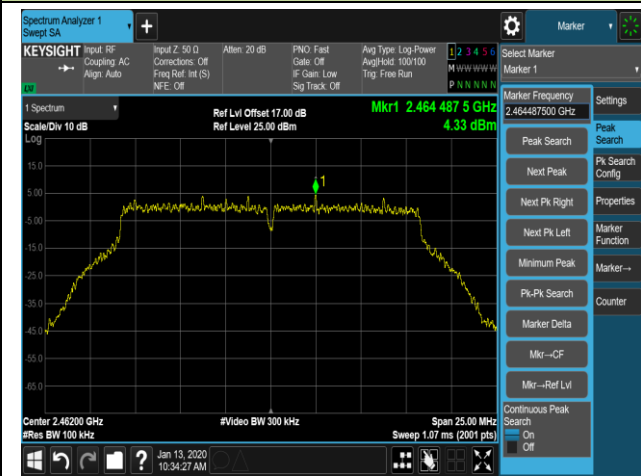 Spectrum Analyzer 1
Swept SA
Marker
KEYSIGHT
Input: RF
Coupling: AC
Align: Auto
Input Z: 50 Ω
Corrections: Off
Freq Ref: Int (S)
NFE: Off
Atten: 20 dB
PNO: Fast
Gate: Off
IF Gain: Low
Sig Track: Off
Avg Type: Log-Power
Avg|Hold: 100/100
Trig: Free Run
1 2 3 4 5 6
M W W W W W
P N N N N N
LXI
Select Marker
Marker 1
1 Spectrum
Ref Lvl Offset 17.00 dB
Mkr1 2.464 487 5 GHz
Scale/Div 10 dB
Ref Level 25.00 dBm
4.33 dBm
Log
15.0
5.00
-5.00
-15.0
-25.0
-35.0
-45.0
-55.0
-65.0
1
Center 2.46200 GHz
#Video BW 300 kHz
Span 25.00 MHz
#Res BW 100 kHz
Sweep 1.07 ms (2001 pts)
Marker Frequency
2.464487500 GHz
Peak Search
Next Peak
Next Pk Right
Next Pk Left
Minimum Peak
Pk-Pk Search
Marker Delta
Mkr→CF
Mkr→Ref Lvl
Continuous Peak
Search
On
Off
Settings
Peak
Search
Pk Search
Config
Properties
Marker
Function
Marker→
Counter
?
Jan 13, 2020
10:34:27 AM